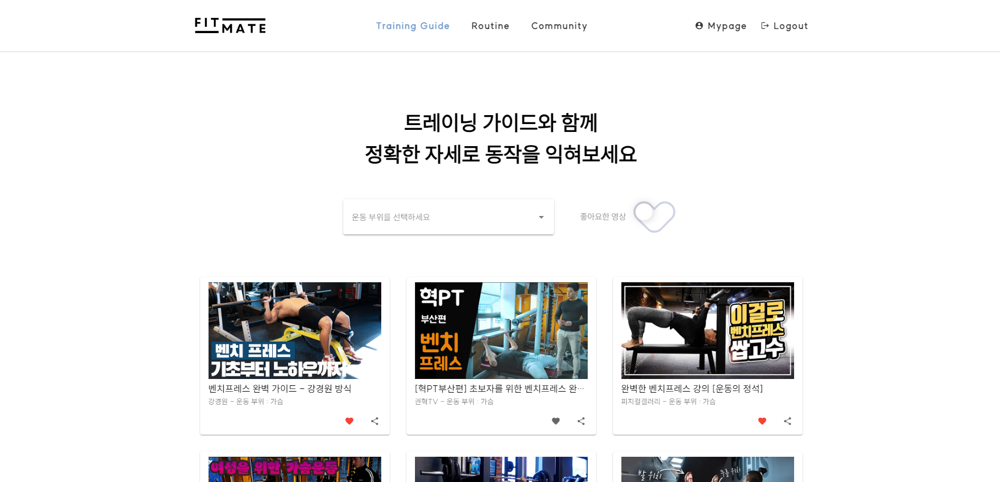 FIT MATE
Training Guide
Routine
Community
Mypage
Logout
트레이닝 가이드와 함께
정확한 자세로 동작을 익혀보세요
운동 부위를 선택하세요
좋아요한 영상
벤치 프레스
기초부터 노하우까지
벤치프레스 완벽 가이드 - 강경원 방식
강경원 - 운동 부위 : 가슴
혁PT
부산편
벤치
프레스
[혁PT부산편] 초보자를 위한 벤치프레스 완...
권혁TV - 운동 부위 : 가슴
이걸로
벤치프레스
쌉고수
완벽한 벤치프레스 강의 [운동의 정석]
피지컬갤러리 - 운동 부위 : 가슴
여성을 위한 가슴운동
발 위치
무릎 위치